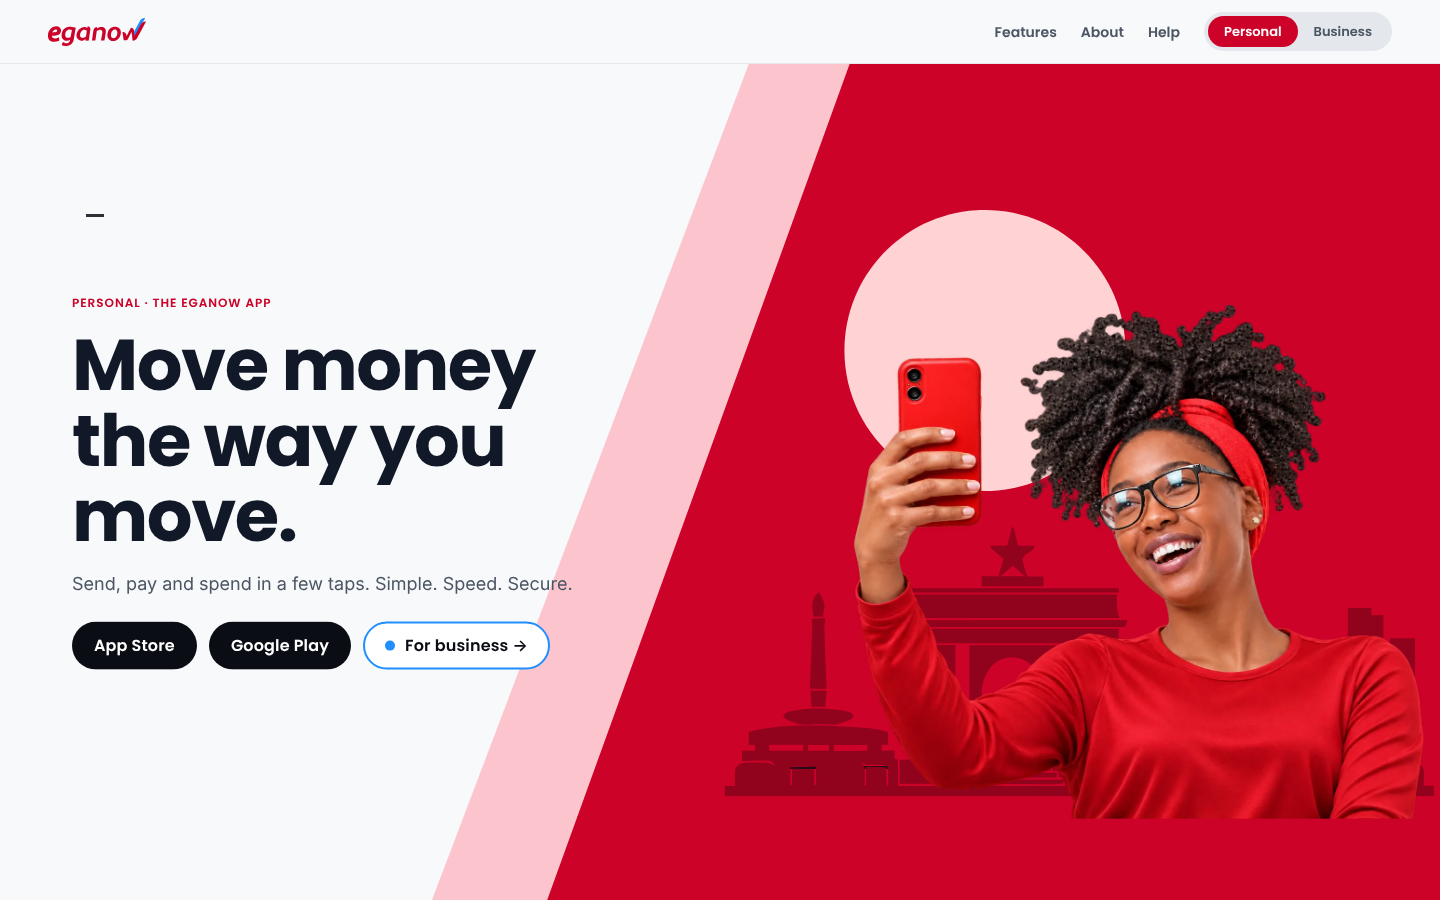 eganow
Features
About
Help
Personal
Business
PERSONAL · THE EGANOW APP
Move money
the way you
move.
Send, pay and spend in a few taps. Simple. Speed. Secure.
App Store
Google Play
For business →